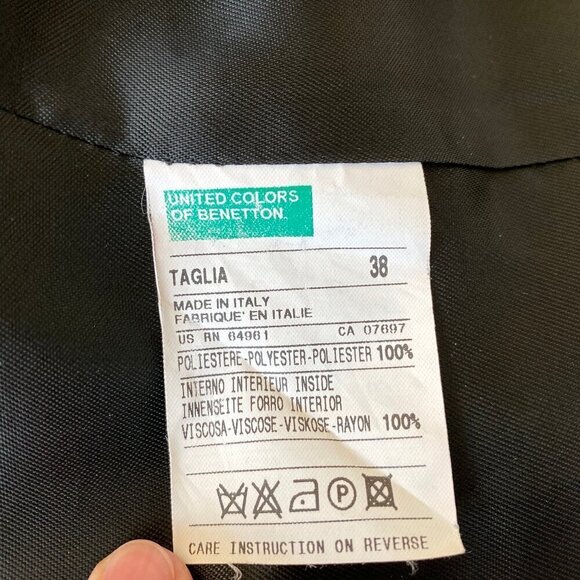 UNITED COLORS
OF BENETTON.
TAGLIA 38
MADE IN ITALY
FABRIQUE' EN ITALIE
US RN 64961 CA 07697
POLIESTERE-POLYESTER-POLIESTER 100%
INTERNO INTERIEUR INSIDE
INNENSEITE FORRO INTERIOR
VISCOSA-VISCOSE-VISKOSE-RAYON 100%
P
CARE INSTRUCTION ON REVERSE